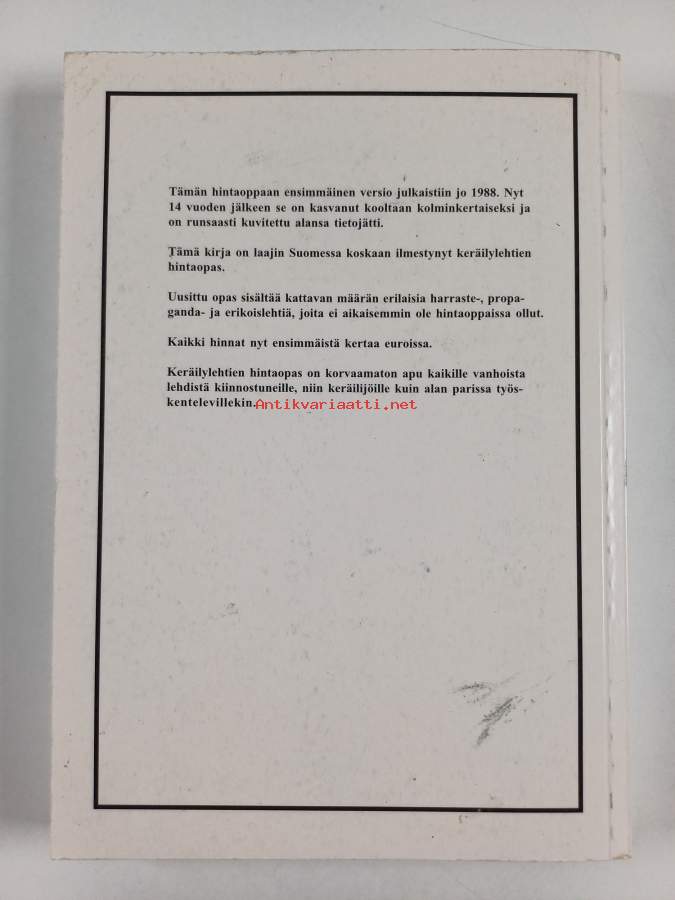 Tämän hintaoppaan ensimmäinen versio julkaistiin jo 1988. Nyt
14 vuoden jälkeen se on kasvanut kooltaan kolminkertaiseksi ja
on runsaasti kuvitettu alansa tietojätti.
Tämä kirja on laajin Suomessa koskaan ilmestynyt keräilylehtien
hintaopas.
Uusittu opas sisältää kattavan määrän erilaisia harraste-, propa-
ganda- ja erikoislehtiä, joita ei aikaisemmin ole hintaoppaissa ollut.
Kaikki hinnat nyt ensimmäistä kertaa euroissa.
Keräilylehtien hintaopas on korvaamaton apu kaikille vanhoista
lehdistä kiinnostuneille, niin keräilijöille kuin alan parissa työs-
kentelevillekin.
Antikvariaatti.net